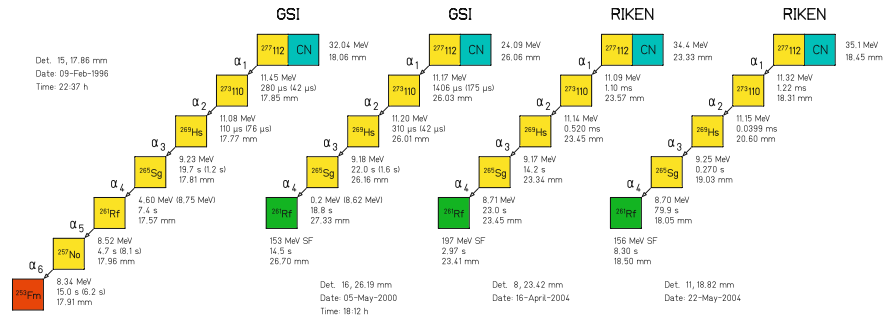 GSI
GSI
RIKEN
RIKEN
²⁷⁷112 CN
32.04 MeV
18.06 mm
Det. 15, 17.86 mm
Date: 09-Feb-1996
Time: 22:37 h
α₁
²⁷³110
11.45 MeV
280 µs (42 µs)
17.85 mm
α₂
²⁶⁹Hs
11.08 MeV
110 µs (76 µs)
17.77 mm
α₃
²⁶⁵Sg
9.23 MeV
19.7 s (1.2 s)
17.81 mm
α₄
²⁶¹Rf
4.60 MeV (8.75 MeV)
7.4 s
17.57 mm
α₅
²⁵⁷No
8.52 MeV
4.7 s (8.1 s)
17.96 mm
α₆
²⁵³Fm
8.34 MeV
15.0 s (6.2 s)
17.91 mm
²⁷⁷112 CN
24.09 MeV
26.06 mm
α₁
²⁷³110
11.17 MeV
1406 µs (175 µs)
26.03 mm
α₂
²⁶⁹Hs
11.20 MeV
310 µs (42 µs)
26.01 mm
α₃
²⁶⁵Sg
9.18 MeV
22.0 s (1.6 s)
26.16 mm
α₄
²⁶¹Rf
0.2 MeV (8.62 MeV)
18.8 s
27.33 mm
153 MeV SF
14.5 s
26.70 mm
Det. 16, 26.19 mm
Date: 05-May-2000
Time: 18:12 h
²⁷⁷112 CN
34.4 MeV
23.33 mm
α₁
²⁷³110
11.09 MeV
1.10 ms
23.57 mm
α₂
²⁶⁹Hs
11.14 MeV
0.520 ms
23.45 mm
α₃
²⁶⁵Sg
9.17 MeV
14.2 s
23.34 mm
α₄
²⁶¹Rf
8.71 MeV
23.0 s
23.45 mm
197 MeV SF
2.97 s
23.41 mm
Det. 8, 23.42 mm
Date: 16-April-2004
²⁷⁷112 CN
35.1 MeV
18.45 mm
α₁
²⁷³110
11.32 MeV
1.22 ms
18.31 mm
α₂
²⁶⁹Hs
11.15 MeV
0.0399 ms
20.60 mm
α₃
²⁶⁵Sg
9.25 MeV
0.270 s
19.03 mm
α₄
²⁶¹Rf
8.70 MeV
79.9 s
18.05 mm
156 MeV SF
8.30 s
18.50 mm
Det. 11, 18.82 mm
Date: 22-May-2004